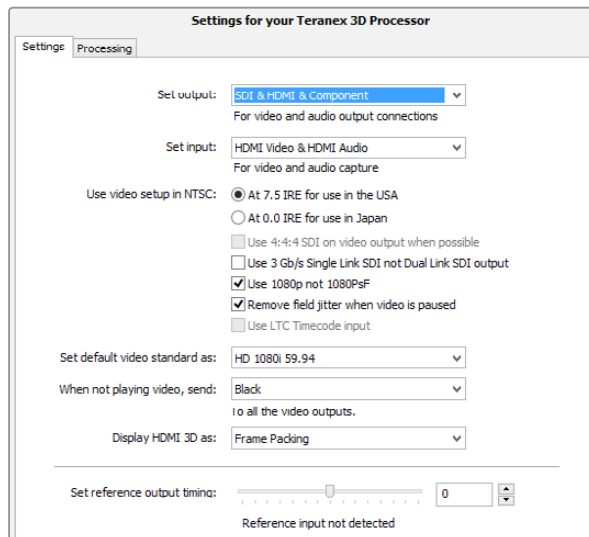 Settings for your Teranex 3D Processor
Settings Processing
Set output: SDI & HDMI & Component
For video and audio output connections
Set input: HDMI Video & HDMI Audio
For video and audio capture
Use video setup in NTSC: At 7.5 IRE for use in the USA
At 0.0 IRE for use in Japan
Use 4:4:4 SDI on video output when possible
Use 3 Gb/s Single Link SDI not Dual Link SDI output
Use 1080p not 1080PsF
Remove field jitter when video is paused
Use LTC Timecode input
Set default video standard as: HD 1080i 59.94
When not playing video, send: Black
To all the video outputs.
Display HDMI 3D as: Frame Packing
Set reference output timing: 0
Reference input not detected